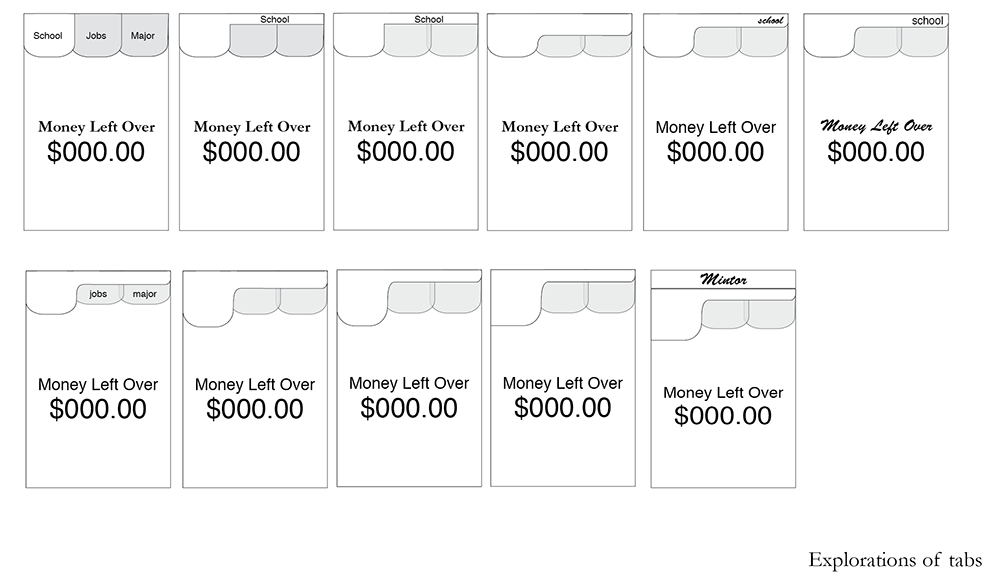 School Jobs Major
Money Left Over
$000.00
School
Money Left Over
$000.00
School
Money Left Over
$000.00
Money Left Over
$000.00
school
Money Left Over
$000.00
school
Money Left Over
$000.00
jobs major
Money Left Over
$000.00
Money Left Over
$000.00
Money Left Over
$000.00
Money Left Over
$000.00
Mintor
Money Left Over
$000.00
Explorations of tabs